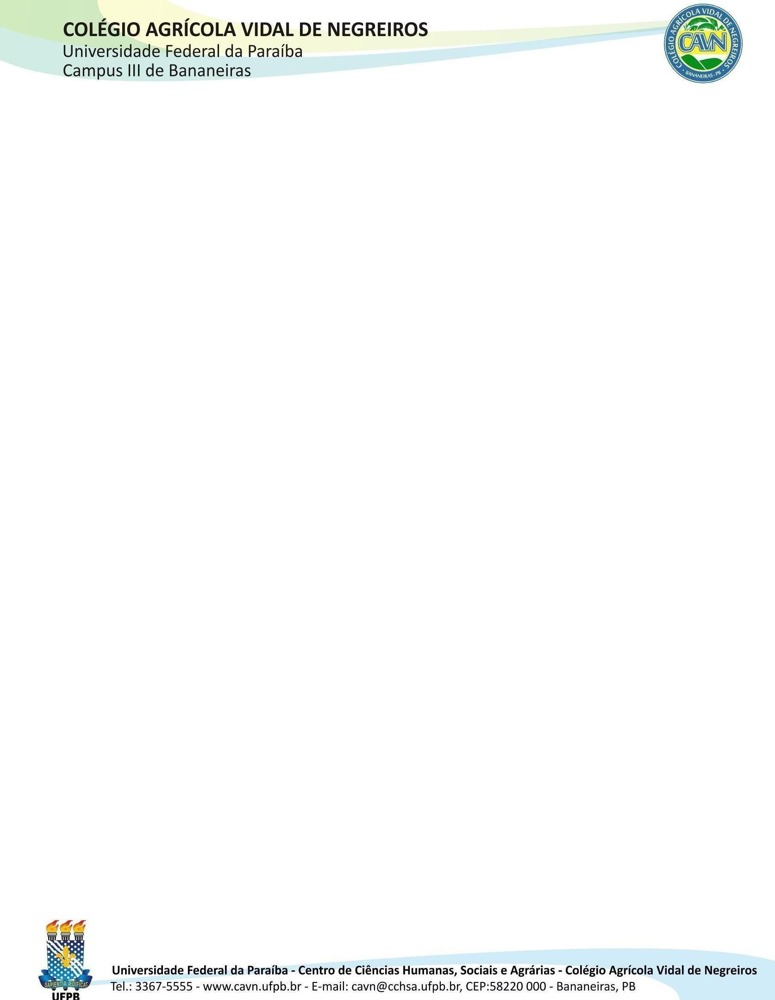 COLÉGIO AGRÍCOLA VIDAL DE NEGREIROS
Universidade Federal da Paraíba
Campus III de Bananeiras
COLÉGIO AGRÍCOLA VIDAL DE NEGREIROS
CAVN
· BANANEIRAS - PB ·
SAPIENTIA ÆDIFICAT
UFPB
Universidade Federal da Paraíba - Centro de Ciências Humanas, Sociais e Agrárias - Colégio Agrícola Vidal de Negreiros
Tel.: 3367-5555 - www.cavn.ufpb.br - E-mail: cavn@cchsa.ufpb.br, CEP:58220 000 - Bananeiras, PB